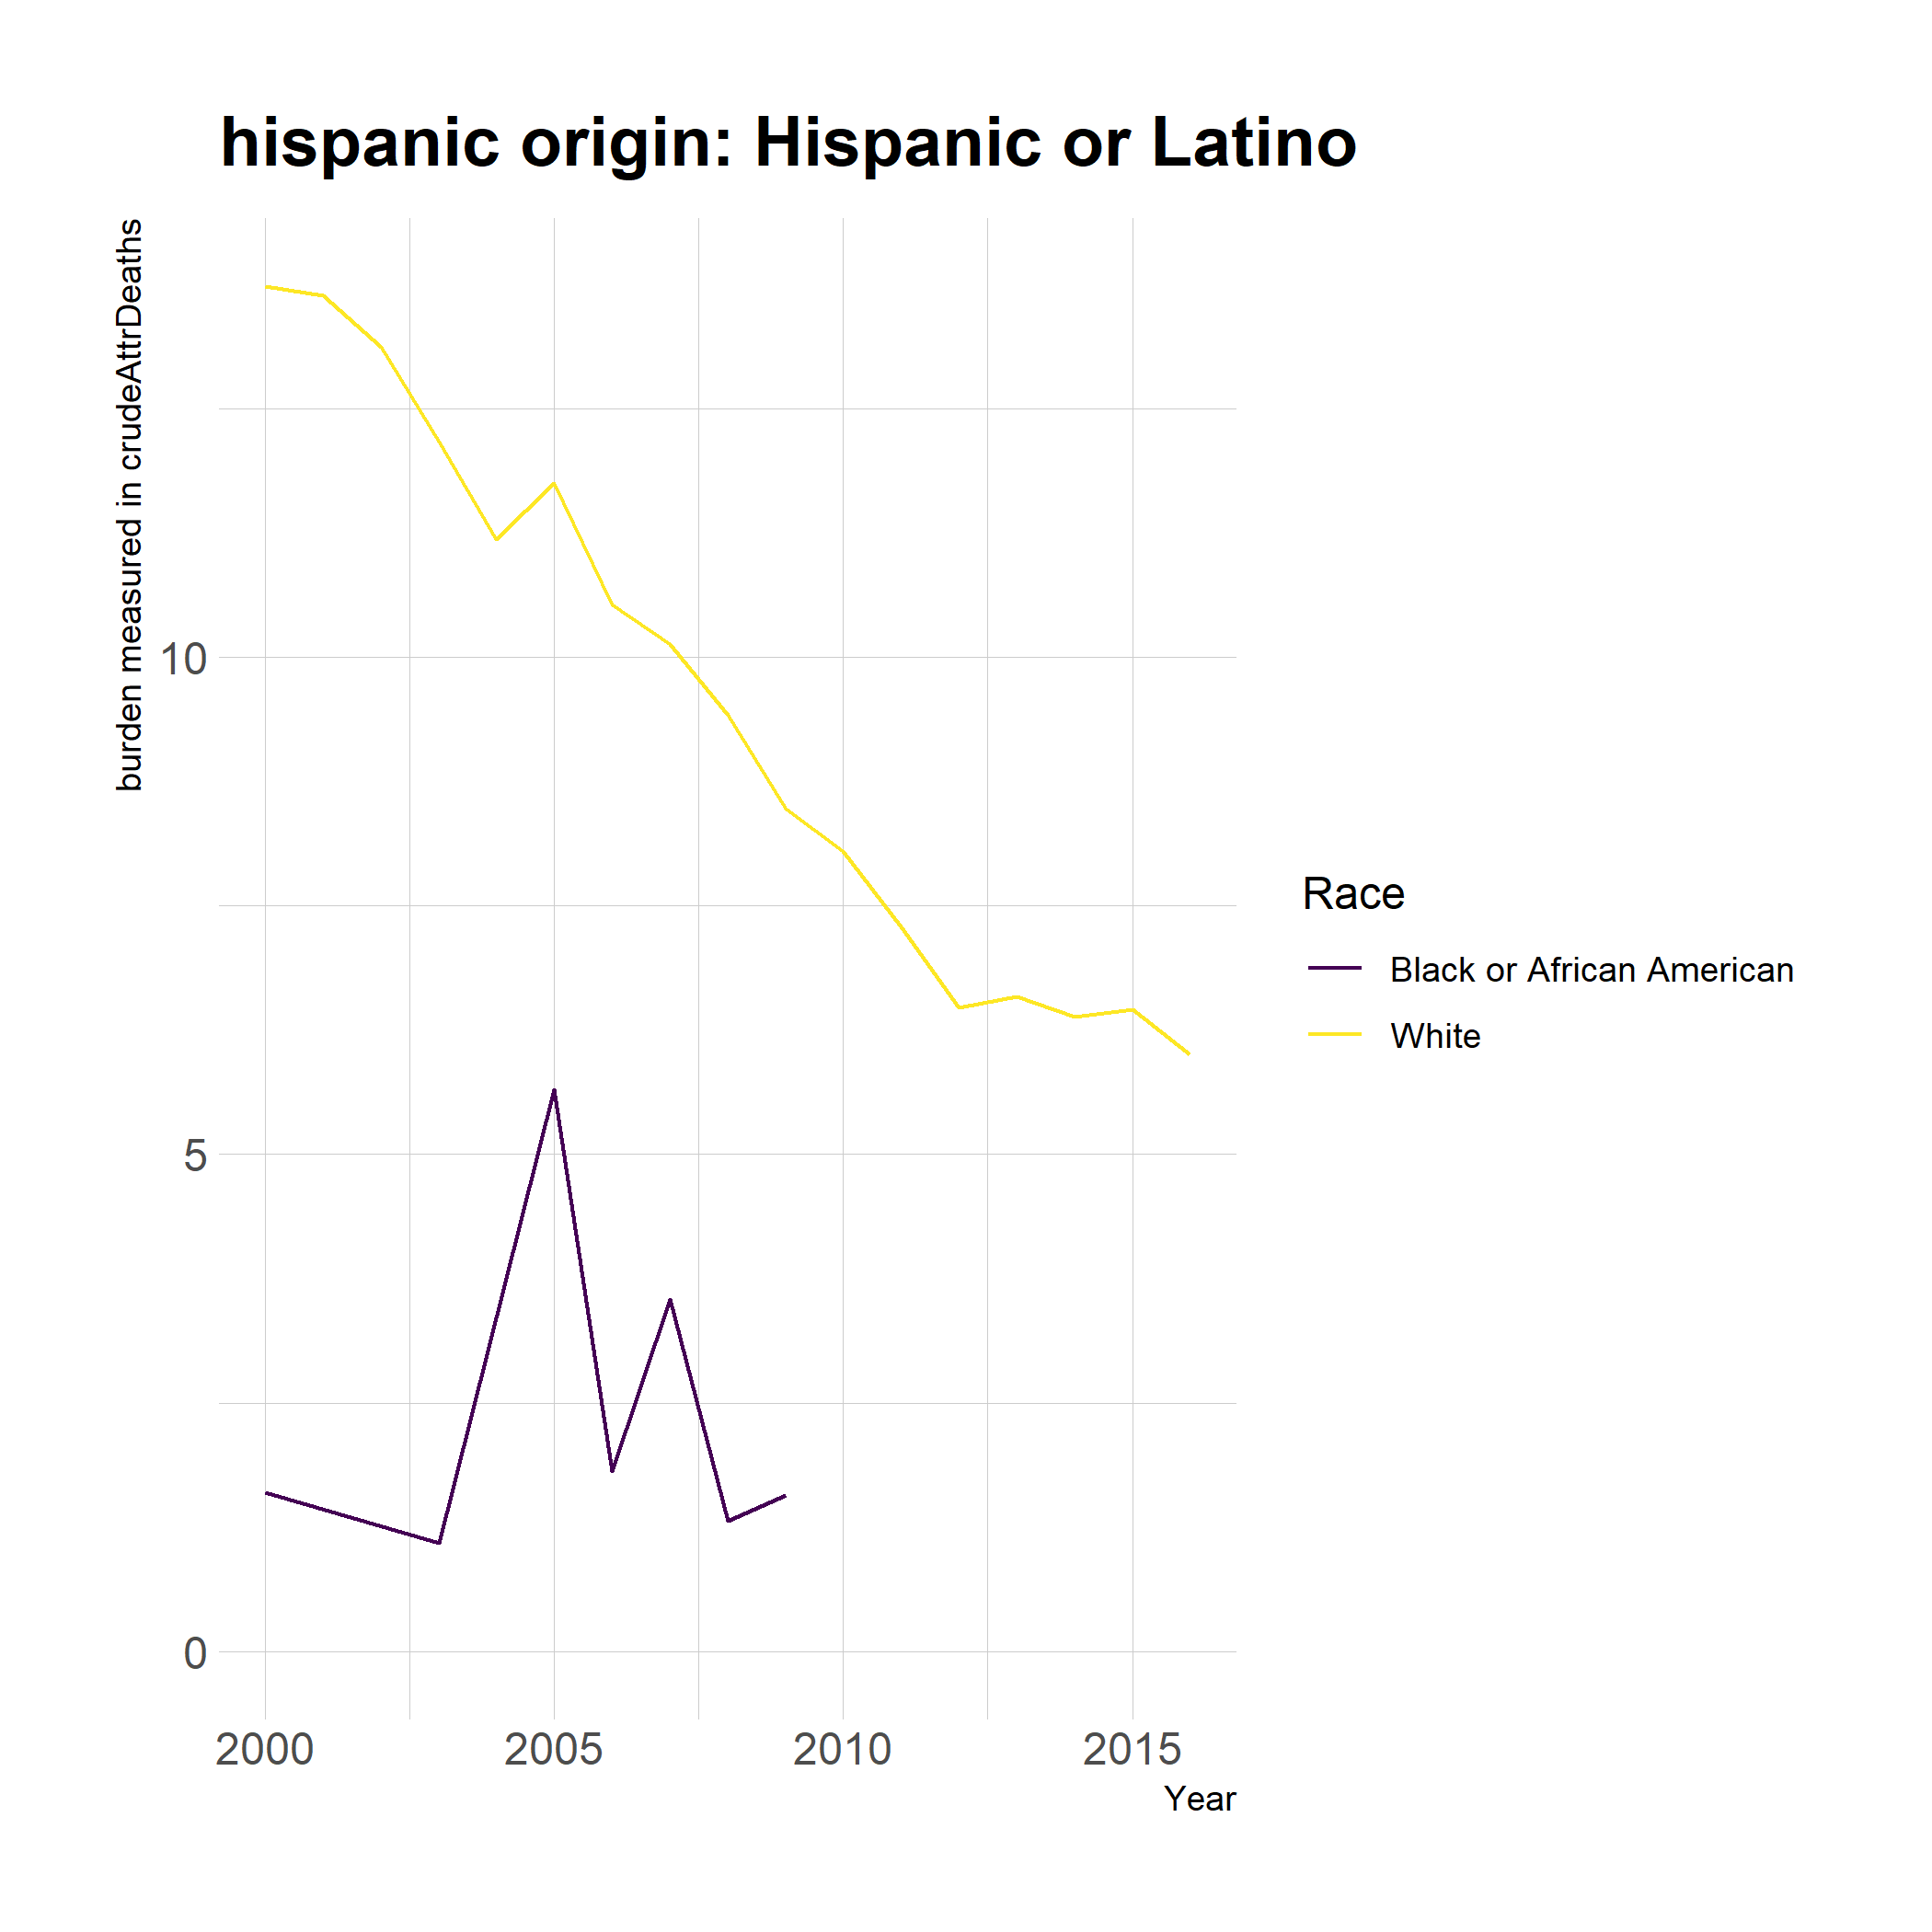 hispanic origin: Hispanic or Latino
burden measured in crudeAttrDeaths
10
5
0
2000
2005
2010
2015
Year
Race
Black or African American
White